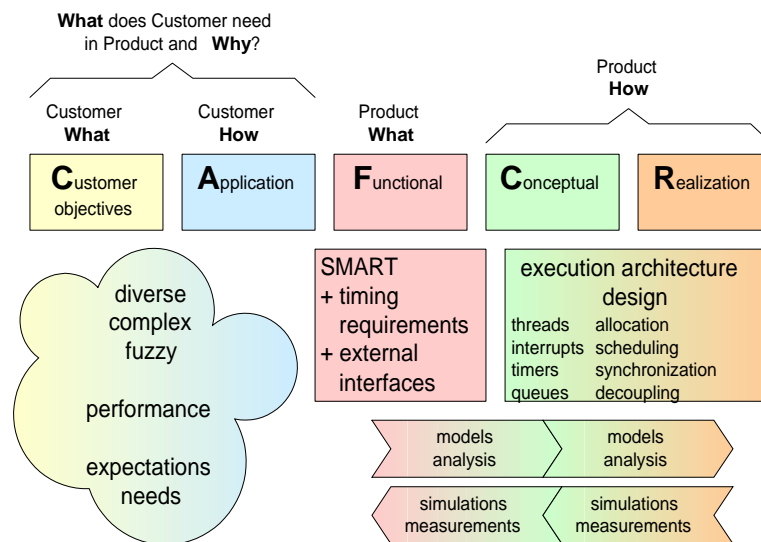 What does Customer need
in Product and Why?
Product
How
Customer
What
Customer
How
Product
What
Customer
objectives
Application
Functional
Conceptual
Realization
diverse
complex
fuzzy
performance
expectations
needs
SMART
+ timing
requirements
+ external
interfaces
execution architecture
design
threads allocation
interrupts scheduling
timers synchronization
queues decoupling
models
analysis
models
analysis
simulations
measurements
simulations
measurements